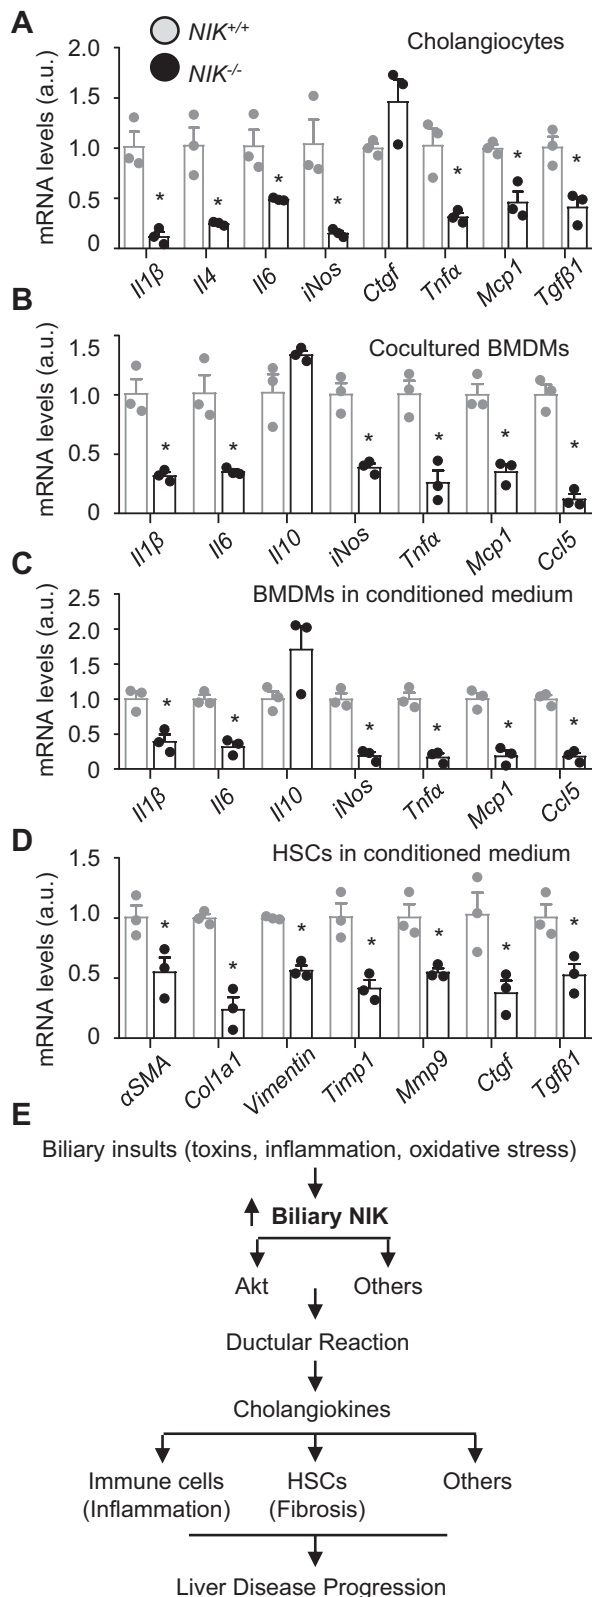 A
NIK+/+
NIK-/-
Cholangiocytes
mRNA levels (a.u.)
2.0
1.5
1.0
0.5
0
* * * * * * *
Il1β Il4 Il6 iNos Ctgf Tnfα Mcp1 Tgfβ1
B
Cocultured BMDMs
mRNA levels (a.u.)
1.5
1.0
0.5
0
* * * * * *
Il1β Il6 Il10 iNos Tnfα Mcp1 Ccl5
C
BMDMs in conditioned medium
mRNA levels (a.u.)
2.5
2.0
1.5
1.0
0.5
0
* * * * * *
Il1β Il6 Il10 iNos Tnfα Mcp1 Ccl5
D
HSCs in conditioned medium
mRNA levels (a.u.)
1.5
1.0
0.5
0
* * * * * * *
αSMA Col1a1 Vimentin Timp1 Mmp9 Ctgf Tgfβ1
E
Biliary insults (toxins, inflammation, oxidative stress)
Biliary NIK
Akt Others
Ductular Reaction
Cholangiokines
Immune cells HSCs Others
(Inflammation) (Fibrosis)
Liver Disease Progression